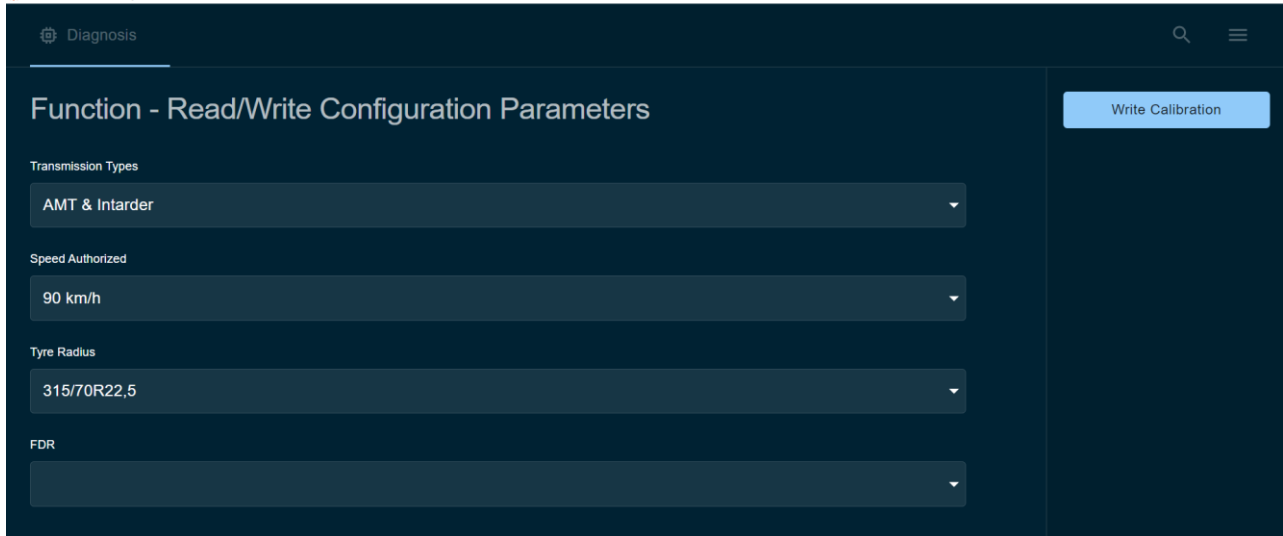 Diagnosis
Function - Read/Write Configuration Parameters
Write Calibration
Transmission Types
AMT & Intarder
Speed Authorized
90 km/h
Tyre Radius
315/70R22,5
FDR